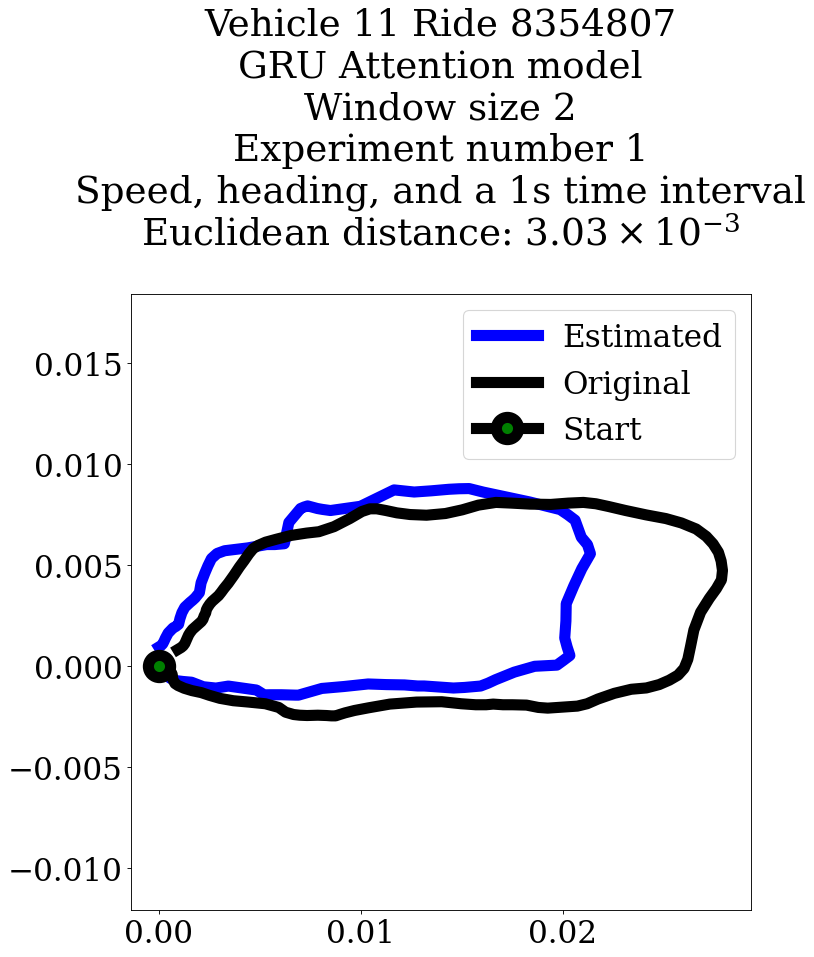 Vehicle 11 Ride 8354807
GRU Attention model
Window size 2
Experiment number 1
Speed, heading, and a 1s time interval
Euclidean distance: 3.03 × 10⁻³
Estimated
Original
Start
0.015
0.010
0.005
0.000
−0.005
−0.010
0.00 0.01 0.02